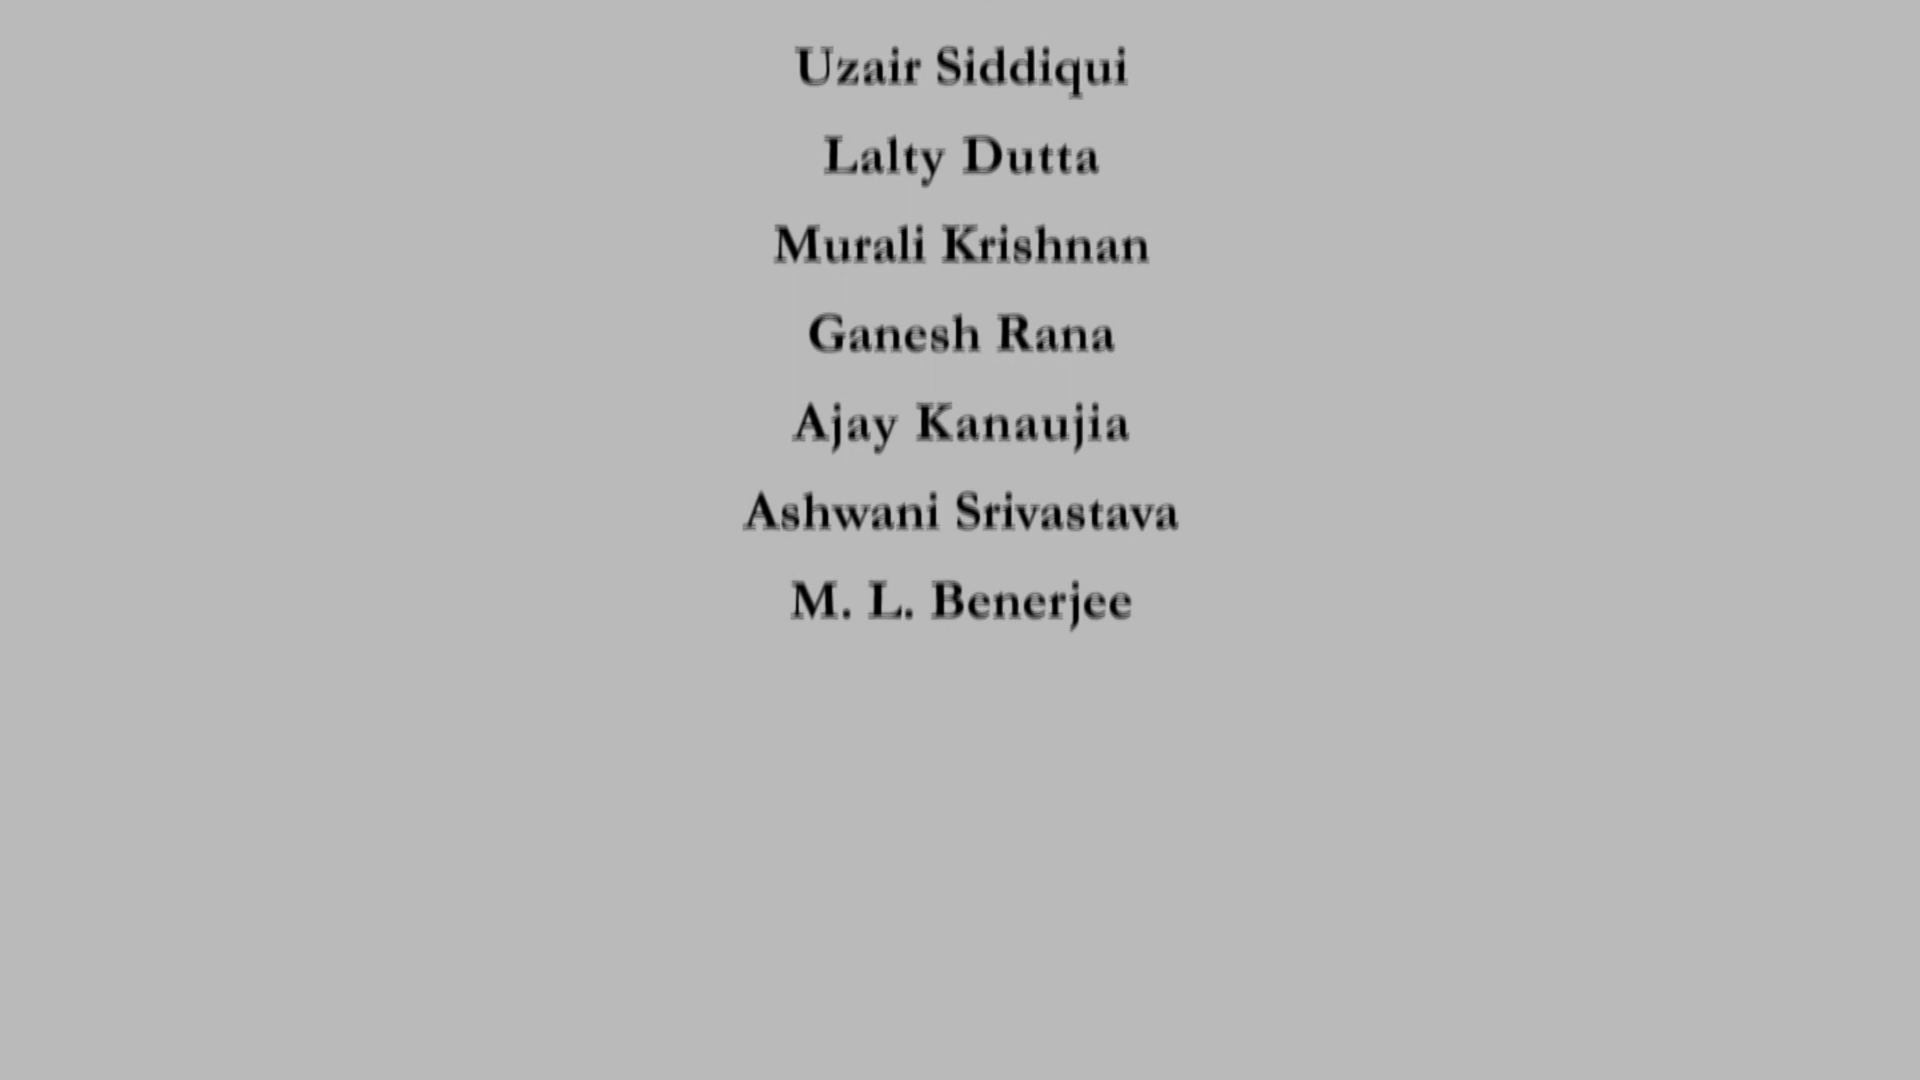 Uzair Siddiqui
Lalty Dutta
Murali Krishnan
Ganesh Rana
Ajay Kanaujia
Ashwani Srivastava
M. L. Benerjee